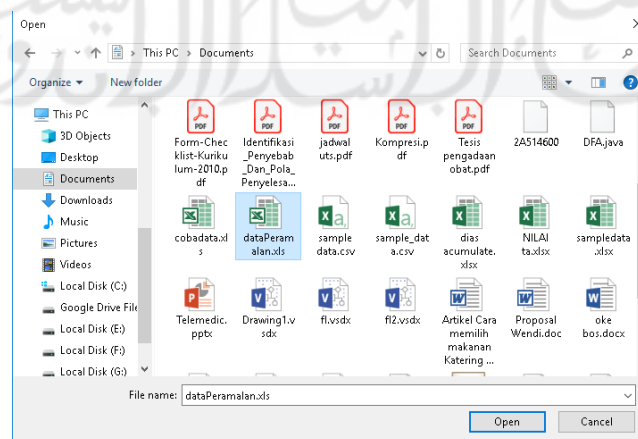 Open
This PC > Documents
Search Documents
Organize
New folder
This PC
3D Objects
Desktop
Documents
Downloads
Music
Pictures
Videos
Local Disk (C:)
Google Drive File
Local Disk (E:)
Local Disk (F:)
Local Disk (G:)
PDF PDF PDF PDF PDF
Form-Chec
klist-Kuriku
lum-2010.p
df
Identifikasi
_Penyebab
_Dan_Pola_
Penyelesa...
jadwal
uts.pdf
Kompresi.p
df
Tesis
pengadaan
obat.pdf
2A514600
DFA.java
cobadata.xl
s
dataPeram
alan.xls
sample
data.csv
sample_dat
a.csv
dias
acumulate.
xlsx
NILAI
ta.xlsx
sampledata
.xlsx
Telemedic.
pptx
Drawing1.v
sdx
fl.vsdx
fl2.vsdx
Artikel Cara
memilih
makanan
Katering ...
Proposal
Wendi.doc
oke
bos.docx
File name: dataPeramalan.xls
Open
Cancel